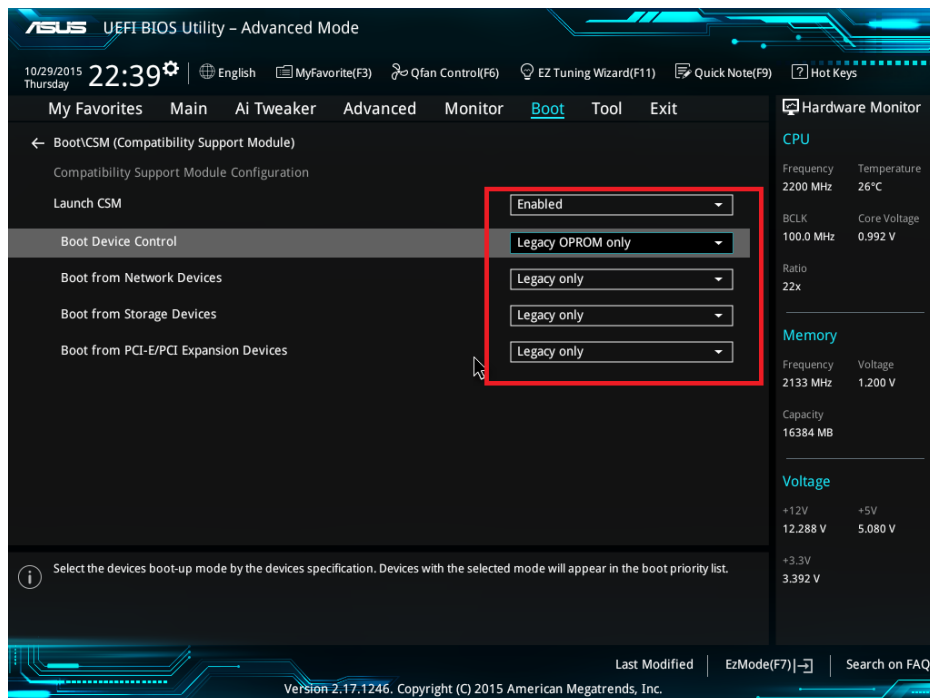 ASUS UEFI BIOS Utility – Advanced Mode
10/29/2015 Thursday 22:39 English MyFavorite(F3) Qfan Control(F6) EZ Tuning Wizard(F11) Quick Note(F9) ? Hot Keys
My Favorites Main Ai Tweaker Advanced Monitor Boot Tool Exit
Boot\CSM (Compatibility Support Module)
Compatibility Support Module Configuration
Launch CSM Enabled
Boot Device Control Legacy OPROM only
Boot from Network Devices Legacy only
Boot from Storage Devices Legacy only
Boot from PCI-E/PCI Expansion Devices Legacy only
Select the devices boot-up mode by the devices specification. Devices with the selected mode will appear in the boot priority list.
Hardware Monitor
CPU
Frequency Temperature
2200 MHz 26°C
BCLK Core Voltage
100.0 MHz 0.992 V
Ratio
22x
Memory
Frequency Voltage
2133 MHz 1.200 V
Capacity
16384 MB
Voltage
+12V +5V
12.288 V 5.080 V
+3.3V
3.392 V
Last Modified EzMode(F7) Search on FAQ
Version 2.17.1246. Copyright (C) 2015 American Megatrends, Inc.